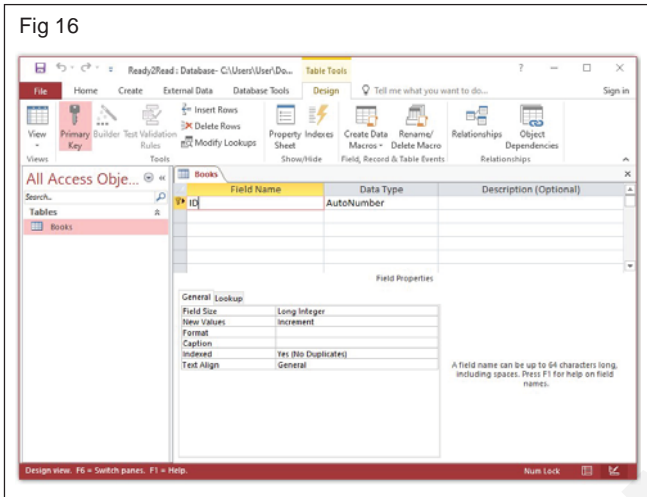 Fig 16
Ready2Read : Database- C:\Users\User\Do... Table Tools ? Sign in
File Home Create External Data Database Tools Design Tell me what you want to do...
View
Primary Key
Builder
Test Validation Rules
Insert Rows
Delete Rows
Modify Lookups
Property Sheet
Indexes
Create Data Macros
Rename/ Delete Macro
Relationships
Object Dependencies
Views Tools Show/Hide Field, Record & Table Events Relationships
All Access Obje...
Search..
Tables
Books
Books
Field Name Data Type Description (Optional)
ID AutoNumber
Field Properties
General Lookup
Field Size Long Integer
New Values Increment
Format
Caption
Indexed Yes (No Duplicates)
Text Align General
A field name can be up to 64 characters long,
including spaces. Press F1 for help on field
names.
Design view. F6 = Switch panes. F1 = Help. Num Lock